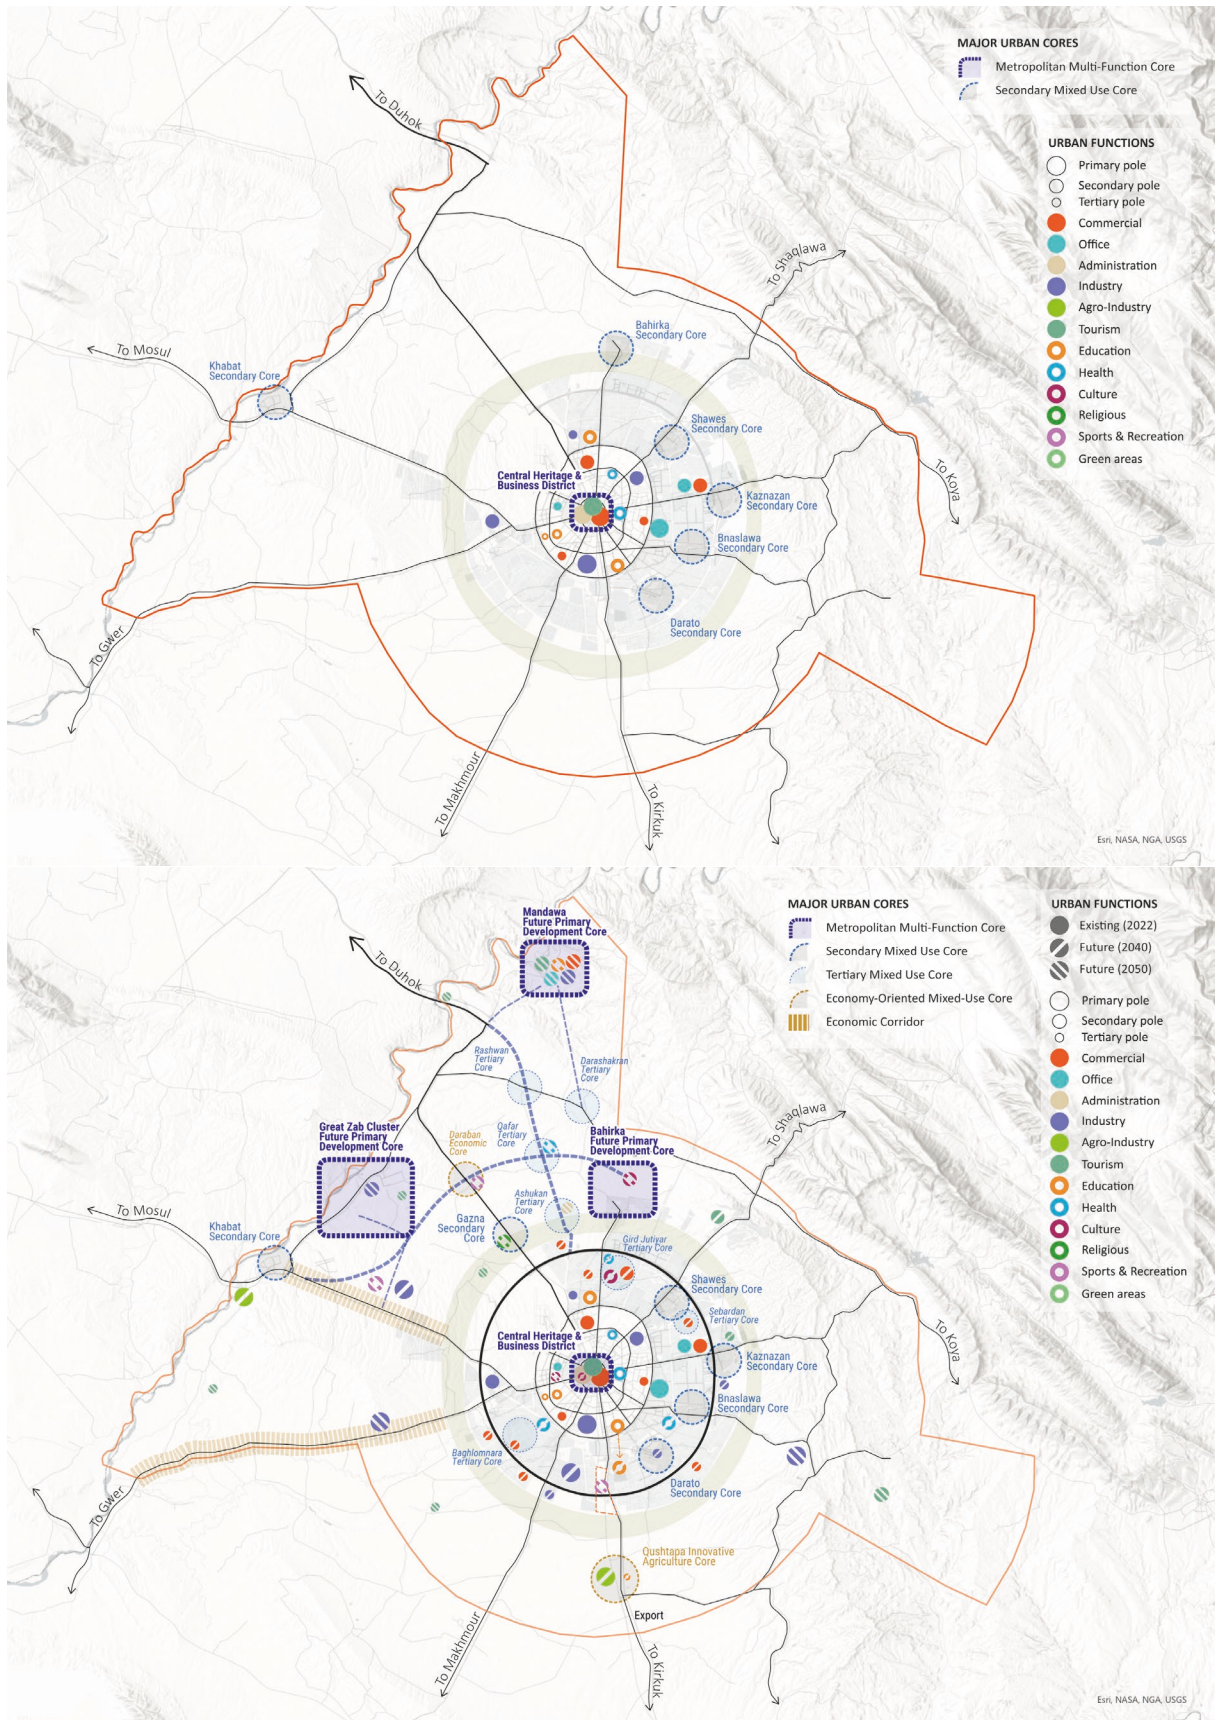 MAJOR URBAN CORES
Metropolitan Multi-Function Core
Secondary Mixed Use Core
URBAN FUNCTIONS
Primary pole
Secondary pole
Tertiary pole
Commercial
Office
Administration
Industry
Agro-Industry
Tourism
Education
Health
Culture
Religious
Sports & Recreation
Green areas
To Duhok
To Shaqlawa
To Mosul
Bahirka
Secondary Core
Khabat
Secondary Core
Shawes
Secondary Core
To Koya
Central Heritage &
Business District
Kaznazan
Secondary Core
Bnaslawa
Secondary Core
Darato
Secondary Core
To Gwer
To Makhmour
To Kirkuk
Esri, NASA, NGA, USGS
MAJOR URBAN CORES
Metropolitan Multi-Function Core
Secondary Mixed Use Core
Tertiary Mixed Use Core
Economy-Oriented Mixed-Use Core
Economic Corridor
URBAN FUNCTIONS
Existing (2022)
Future (2040)
Future (2050)
Primary pole
Secondary pole
Tertiary pole
Commercial
Office
Administration
Industry
Agro-Industry
Tourism
Education
Health
Culture
Religious
Sports & Recreation
Green areas
Mandawa
Future Primary
Development Core
To Duhok
Rashwan
Tertiary
Core
Darashakran
Tertiary
Core
To Shaqlawa
Great Zab Cluster
Future Primary
Development Core
Daraban
Economic
Core
Qafar
Tertiary
Core
Bahirka
Future Primary
Development Core
To Mosul
Ashukan
Tertiary
Core
Khabat
Secondary Core
Gazna
Secondary
Core
Gird Jutiyar
Tertiary Core
Shawes
Secondary Core
Sebardan
Tertiary Core
To Koya
Central Heritage &
Business District
Kaznazan
Secondary Core
Bnaslawa
Secondary Core
Baghlomnara
Tertiary Core
Darato
Secondary Core
To Gwer
Qushtapa Innovative
Agriculture Core
Export
To Makhmour
To Kirkuk
Esri, NASA, NGA, USGS